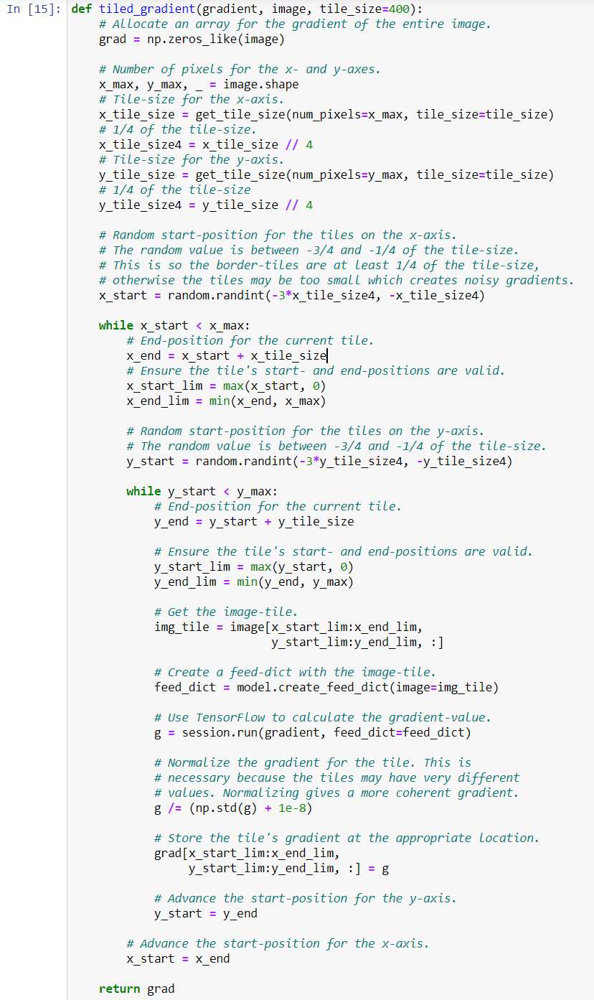 In [15]: def tiled_gradient(gradient, image, tile_size=400):
# Allocate an array for the gradient of the entire image.
grad = np.zeros_like(image)
# Number of pixels for the x- and y-axes.
x_max, y_max, _ = image.shape
# Tile-size for the x-axis.
x_tile_size = get_tile_size(num_pixels=x_max, tile_size=tile_size)
# 1/4 of the tile-size.
x_tile_size4 = x_tile_size // 4
# Tile-size for the y-axis.
y_tile_size = get_tile_size(num_pixels=y_max, tile_size=tile_size)
# 1/4 of the tile-size
y_tile_size4 = y_tile_size // 4
# Random start-position for the tiles on the x-axis.
# The random value is between -3/4 and -1/4 of the tile-size.
# This is so the border-tiles are at least 1/4 of the tile-size,
# otherwise the tiles may be too small which creates noisy gradients.
x_start = random.randint(-3*x_tile_size4, -x_tile_size4)
while x_start < x_max:
# End-position for the current tile.
x_end = x_start + x_tile_size
# Ensure the tile's start- and end-positions are valid.
x_start_lim = max(x_start, 0)
x_end_lim = min(x_end, x_max)
# Random start-position for the tiles on the y-axis.
# The random value is between -3/4 and -1/4 of the tile-size.
y_start = random.randint(-3*y_tile_size4, -y_tile_size4)
while y_start < y_max:
# End-position for the current tile.
y_end = y_start + y_tile_size
# Ensure the tile's start- and end-positions are valid.
y_start_lim = max(y_start, 0)
y_end_lim = min(y_end, y_max)
# Get the image-tile.
img_tile = image[x_start_lim:x_end_lim,
y_start_lim:y_end_lim, :]
# Create a feed-dict with the image-tile.
feed_dict = model.create_feed_dict(image=img_tile)
# Use TensorFlow to calculate the gradient-value.
g = session.run(gradient, feed_dict=feed_dict)
# Normalize the gradient for the tile. This is
# necessary because the tiles may have very different
# values. Normalizing gives a more coherent gradient.
g /= (np.std(g) + 1e-8)
# Store the tile's gradient at the appropriate location.
grad[x_start_lim:x_end_lim,
y_start_lim:y_end_lim, :] = g
# Advance the start-position for the y-axis.
y_start = y_end
# Advance the start-position for the x-axis.
x_start = x_end
return grad